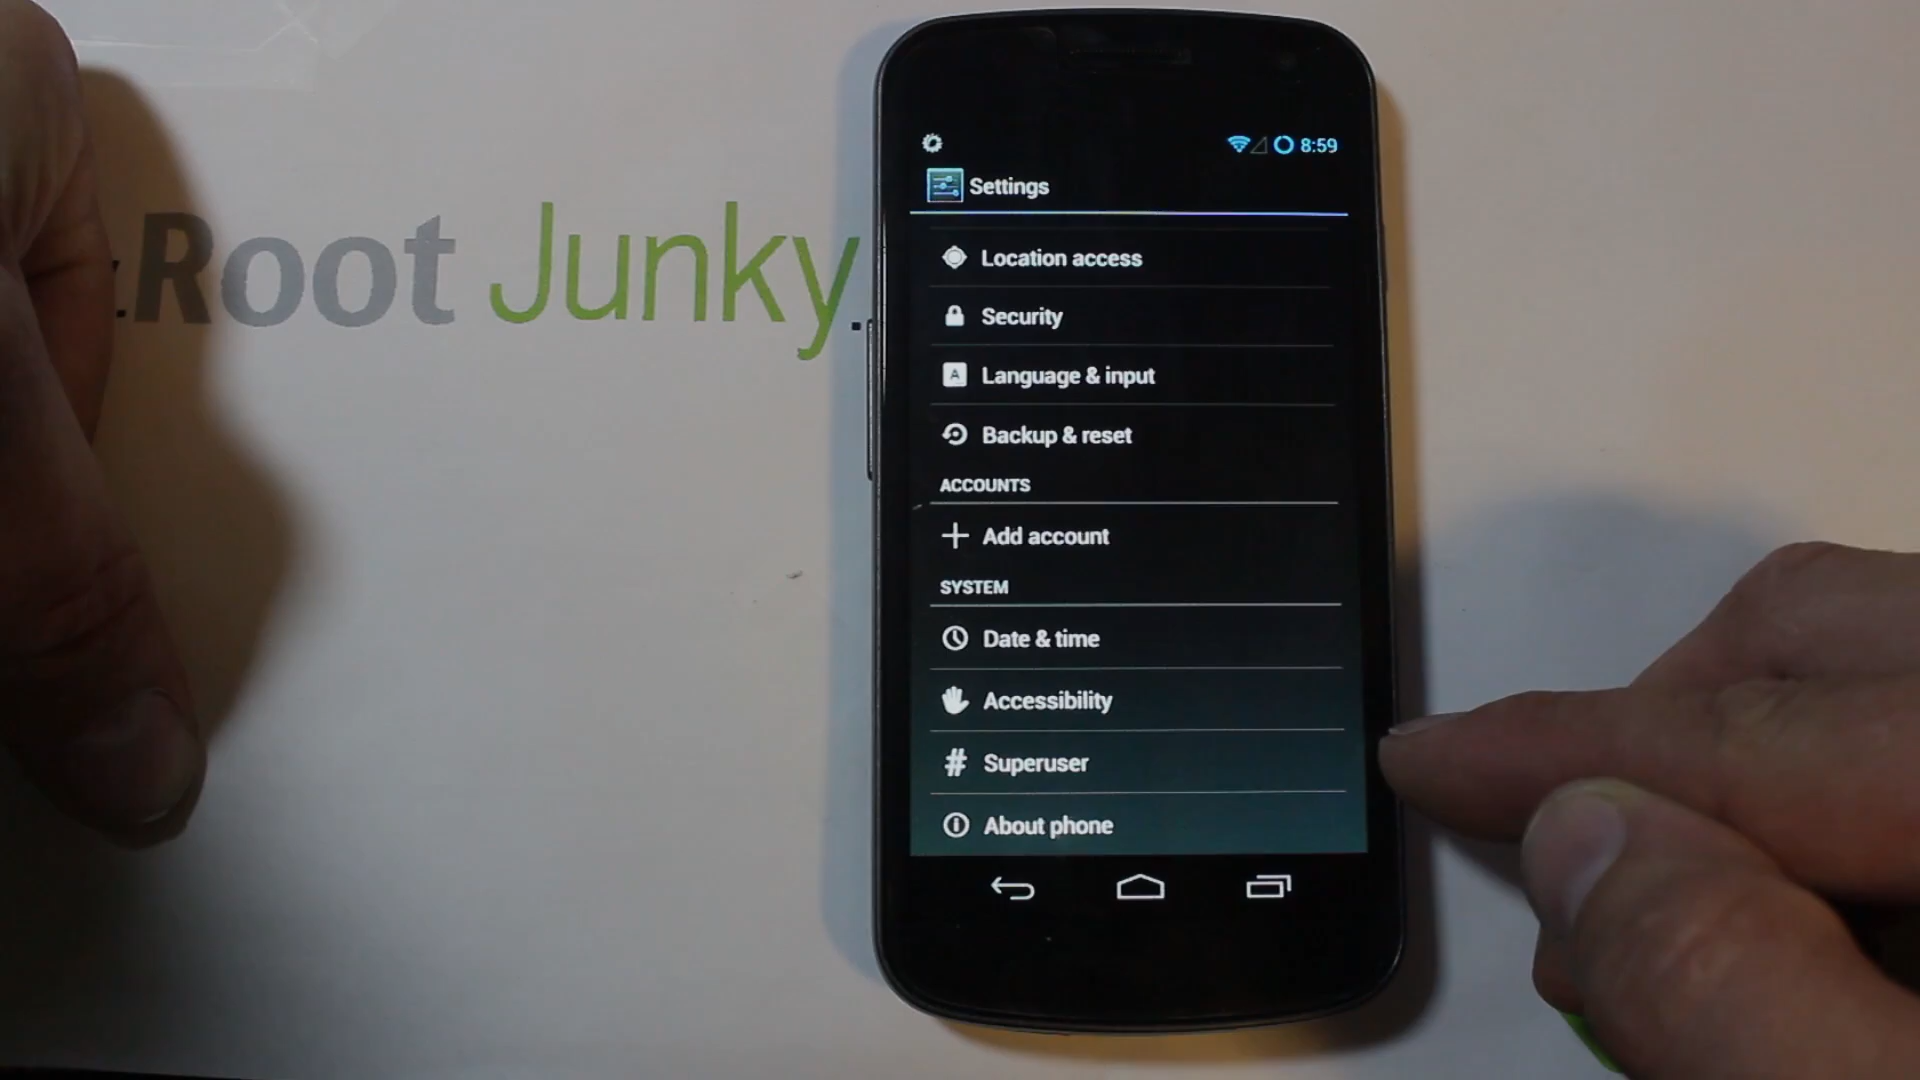 8:59
Settings
Root Junky.
Location access
Security
A Language & input
Backup & reset
ACCOUNTS
Add account
SYSTEM
Date & time
Accessibility
# Superuser
About phone